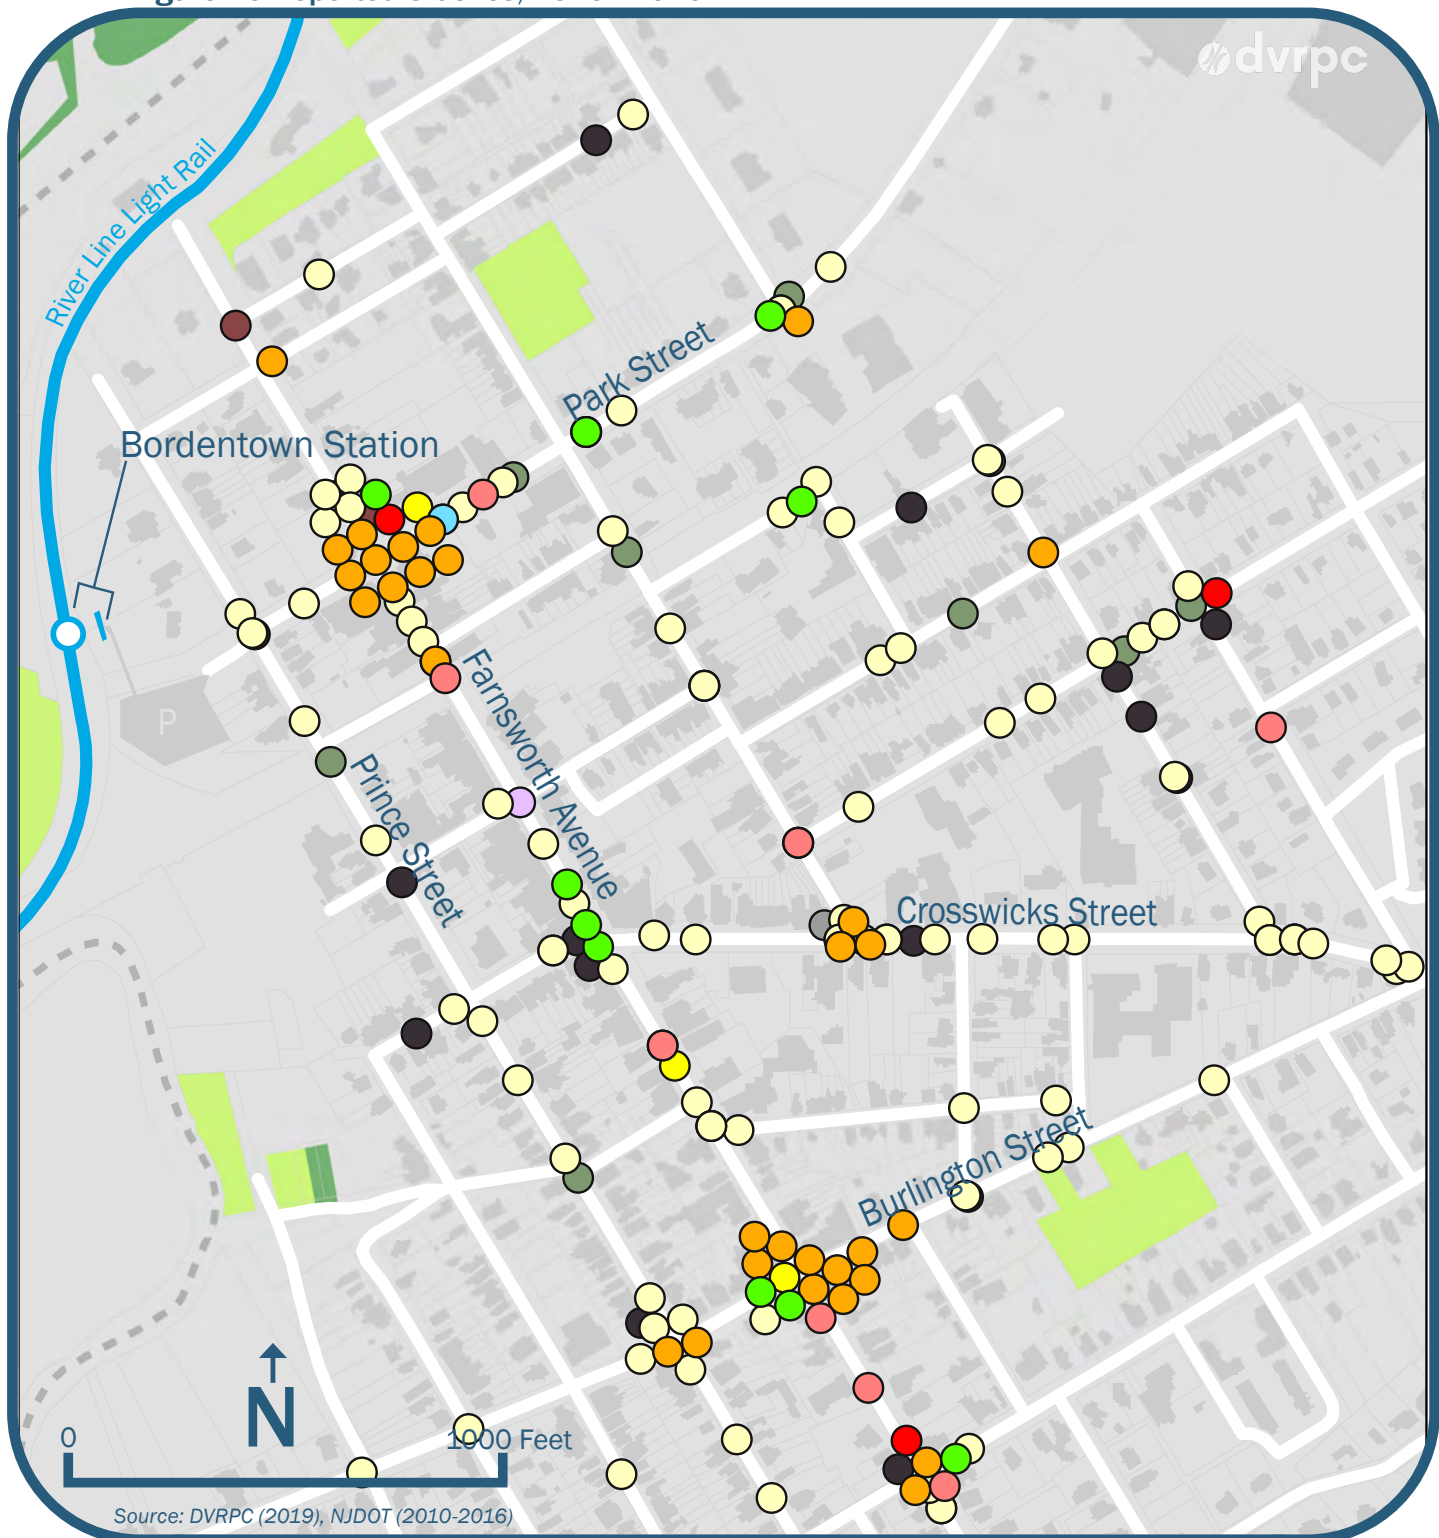 dvrpc
River Line Light Rail
Park Street
Bordentown Station
Farnsworth Avenue
P
Prince Street
Crosswicks Street
Burlington Street
N
0
1000 Feet
Source: DVRPC (2019), NJDOT (2010-2016)